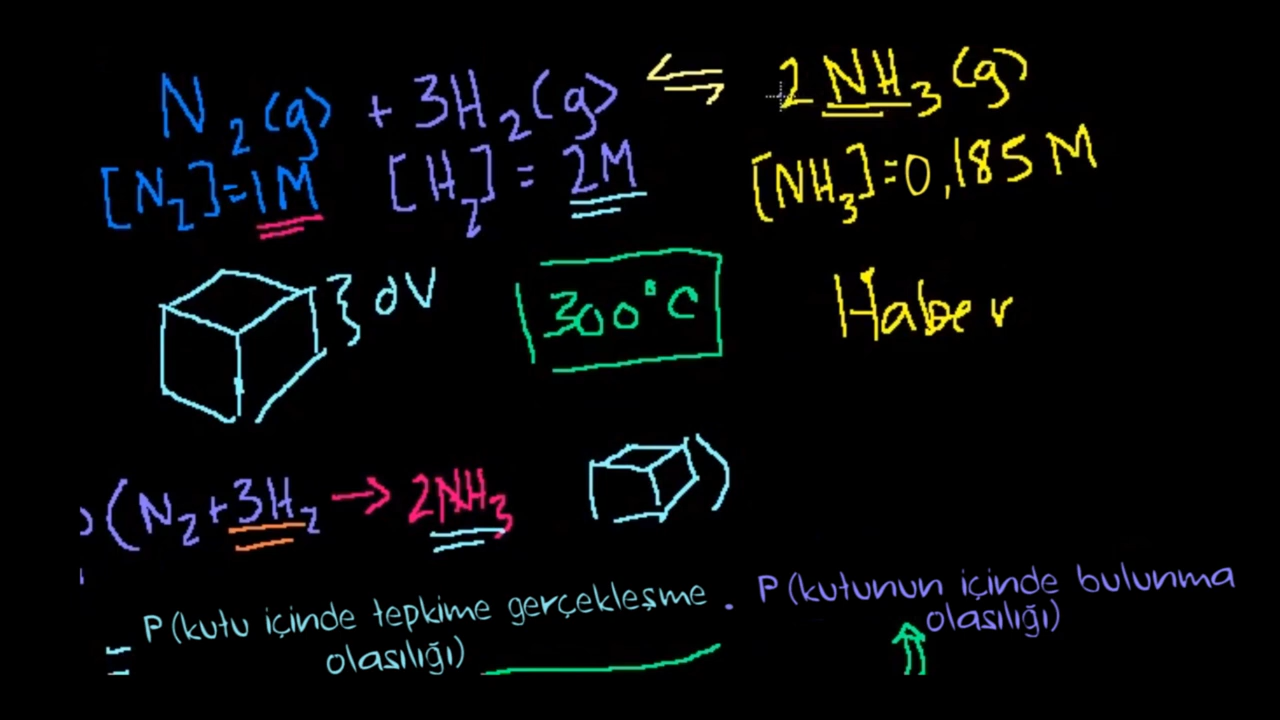 N₂(g) + 3H₂(g) ⇌ 2NH₃(g)
[N₂]=1M [H₂]=2M [NH₃]=0,185M
dV 300°C Haber
(N₂+3H₂ → 2NH₃ )
= P(kutu içinde tepkime gerçekleşme . P(kutunun içinde bulunma
olasılığı) olasılığı)